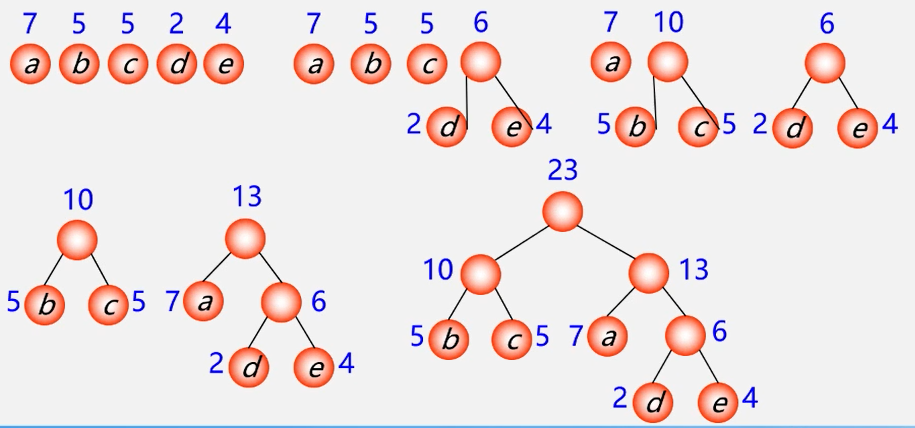 7 5 5 2 4
a b c d e
7 5 5 6
a b c
2 d e 4
7 10
a
5 b c 5
6
2 d e 4
10
5 b c 5
13
7 a 6
2 d e 4
23
10 13
5 b c 5 7 a 6
2 d e 4